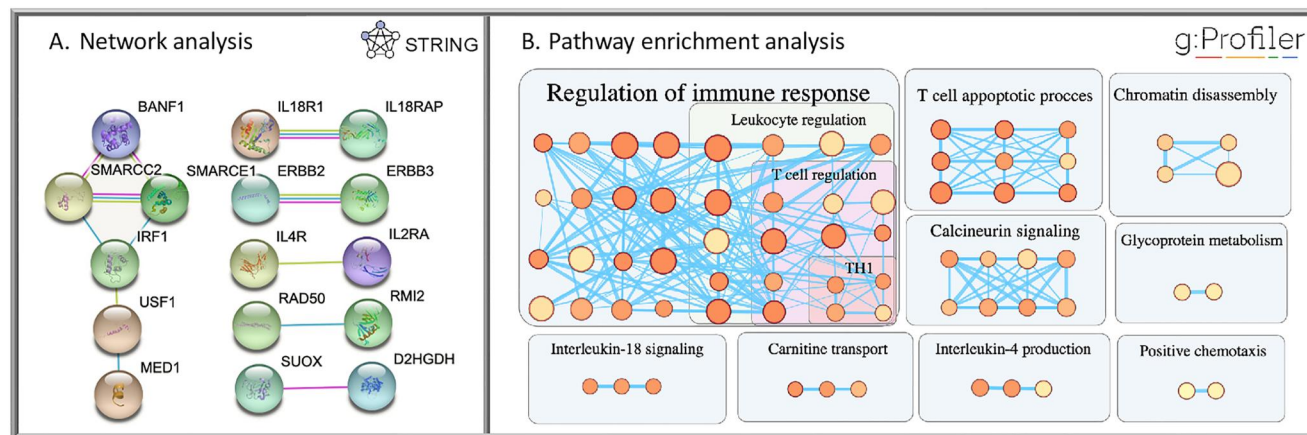 A. Network analysis
STRING
BANF1
IL18R1
IL18RAP
SMARCC2
SMARCE1
ERBB2
ERBB3
IRF1
IL4R
IL2RA
USF1
RAD50
RMI2
MED1
SUOX
D2HGDH
B. Pathway enrichment analysis
g:Profiler
Regulation of immune response
Leukocyte regulation
T cell regulation
TH1
T cell appoptotic procces
Chromatin disassembly
Calcineurin signaling
Glycoprotein metabolism
Interleukin-18 signaling
Carnitine transport
Interleukin-4 production
Positive chemotaxis